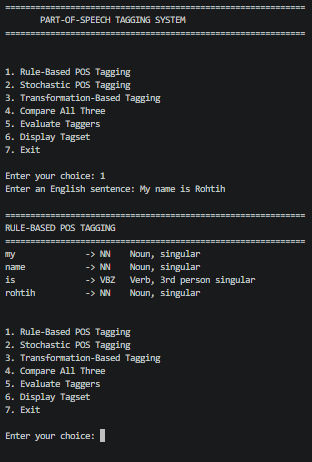 ============================================================
PART-OF-SPEECH TAGGING SYSTEM
============================================================
1. Rule-Based POS Tagging
2. Stochastic POS Tagging
3. Transformation-Based Tagging
4. Compare All Three
5. Evaluate Taggers
6. Display Tagset
7. Exit
Enter your choice: 1
Enter an English sentence: My name is Rohtih
============================================================
RULE-BASED POS TAGGING
============================================================
my -> NN Noun, singular
name -> NN Noun, singular
is -> VBZ Verb, 3rd person singular
rohtih -> NN Noun, singular
1. Rule-Based POS Tagging
2. Stochastic POS Tagging
3. Transformation-Based Tagging
4. Compare All Three
5. Evaluate Taggers
6. Display Tagset
7. Exit
Enter your choice: